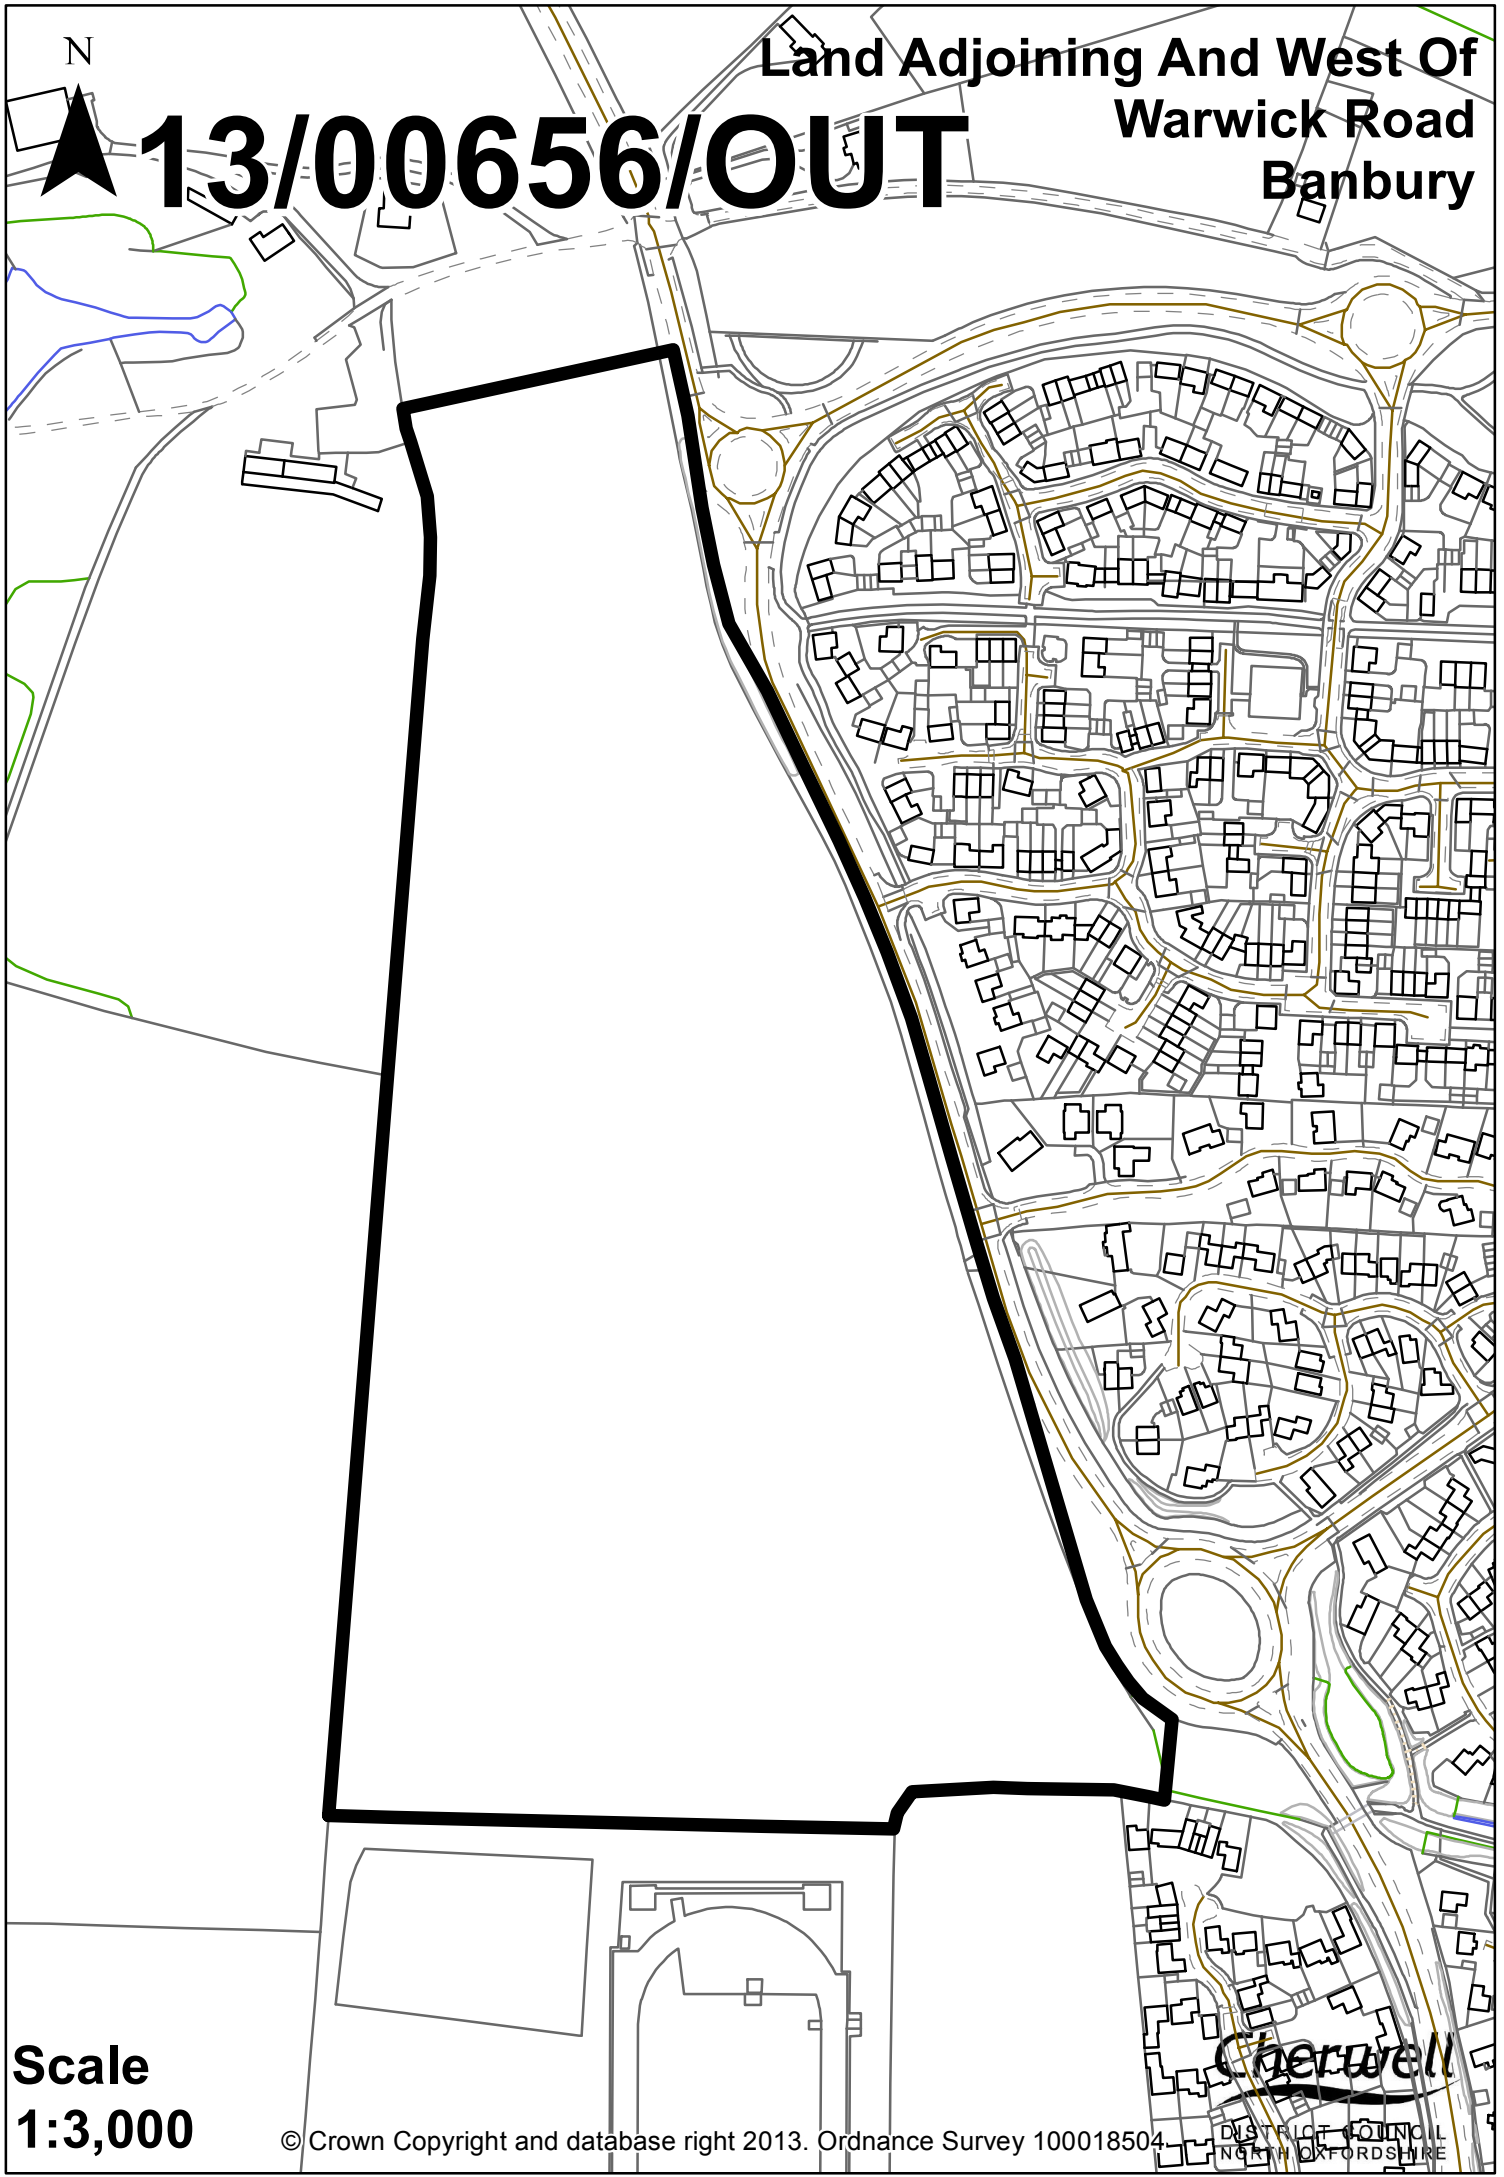 N
Land Adjoining And West Of
Warwick Road
Banbury
13/00656/OUT
Scale
1:3,000
© Crown Copyright and database right 2013. Ordnance Survey 100018504
Cherwell
DISTRICT COUNCIL
NORTH OXFORDSHIRE